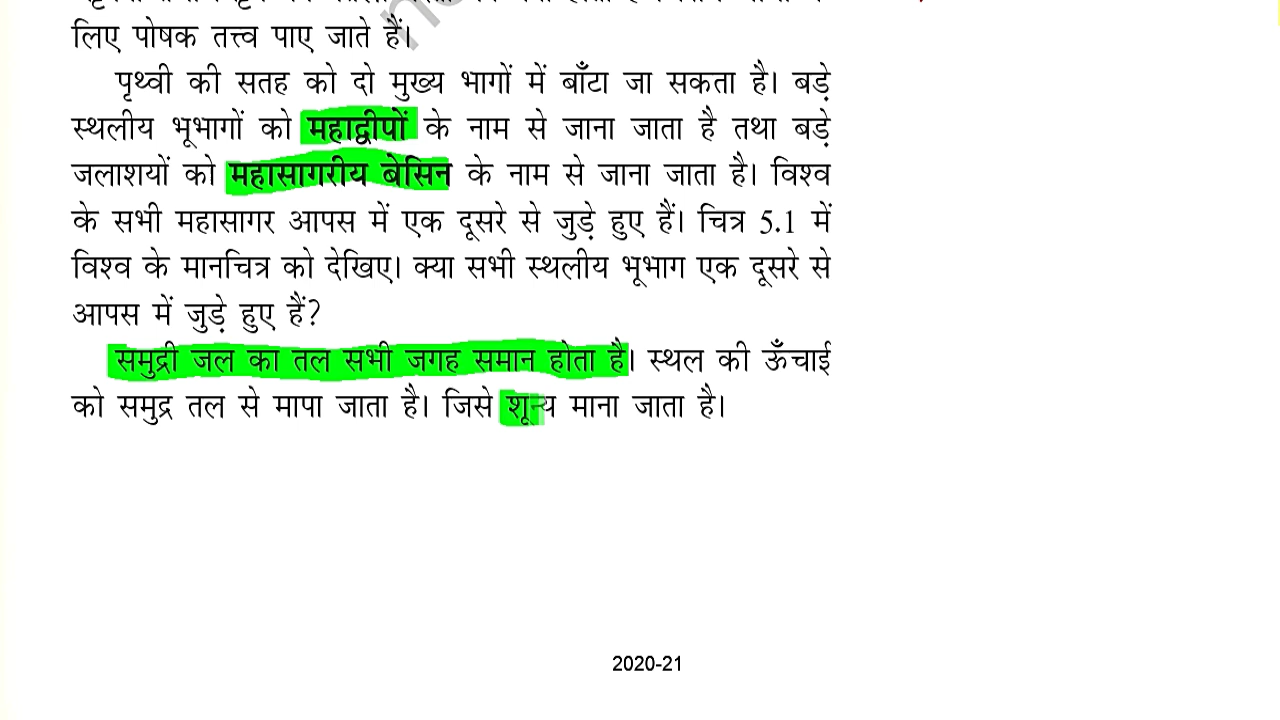 लिए पोषक तत्त्व पाए जाते हैं।
पृथ्वी की सतह को दो मुख्य भागों में बाँटा जा सकता है। बड़े
स्थलीय भूभागों को महाद्वीपों के नाम से जाना जाता है तथा बड़े
जलाशयों को महासागरीय बेसिन के नाम से जाना जाता है। विश्व
के सभी महासागर आपस में एक दूसरे से जुड़े हुए हैं। चित्र 5.1 में
विश्व के मानचित्र को देखिए। क्या सभी स्थलीय भूभाग एक दूसरे से
आपस में जुड़े हुए हैं?
समुद्री जल का तल सभी जगह समान होता है। स्थल की ऊँचाई
को समुद्र तल से मापा जाता है। जिसे शून्य माना जाता है।
2020-21